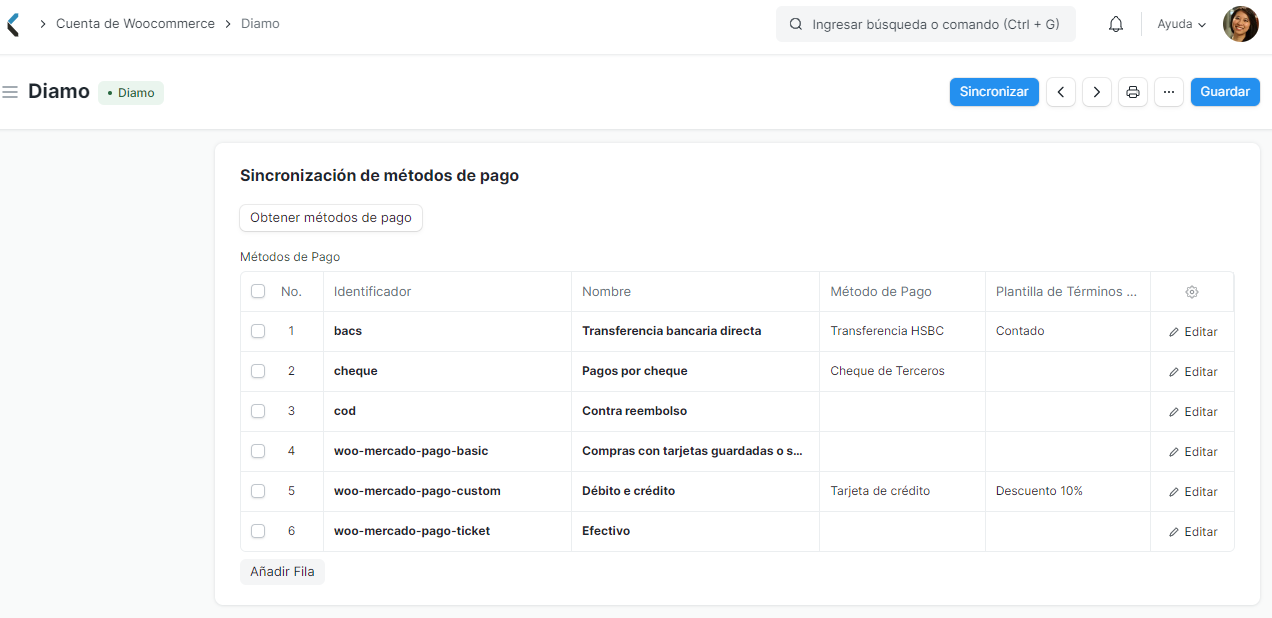 Cuenta de Woocommerce Diamo
Ingresar búsqueda o comando (Ctrl + G)
Ayuda
Diamo
Diamo
Sincronizar
Guardar
Sincronización de métodos de pago
Obtener métodos de pago
Métodos de Pago
No. Identificador Nombre Método de Pago Plantilla de Términos ...
1 bacs Transferencia bancaria directa Transferencia HSBC Contado Editar
2 cheque Pagos por cheque Cheque de Terceros Editar
3 cod Contra reembolso Editar
4 woo-mercado-pago-basic Compras con tarjetas guardadas o s... Editar
5 woo-mercado-pago-custom Débito e crédito Tarjeta de crédito Descuento 10% Editar
6 woo-mercado-pago-ticket Efectivo Editar
Añadir Fila